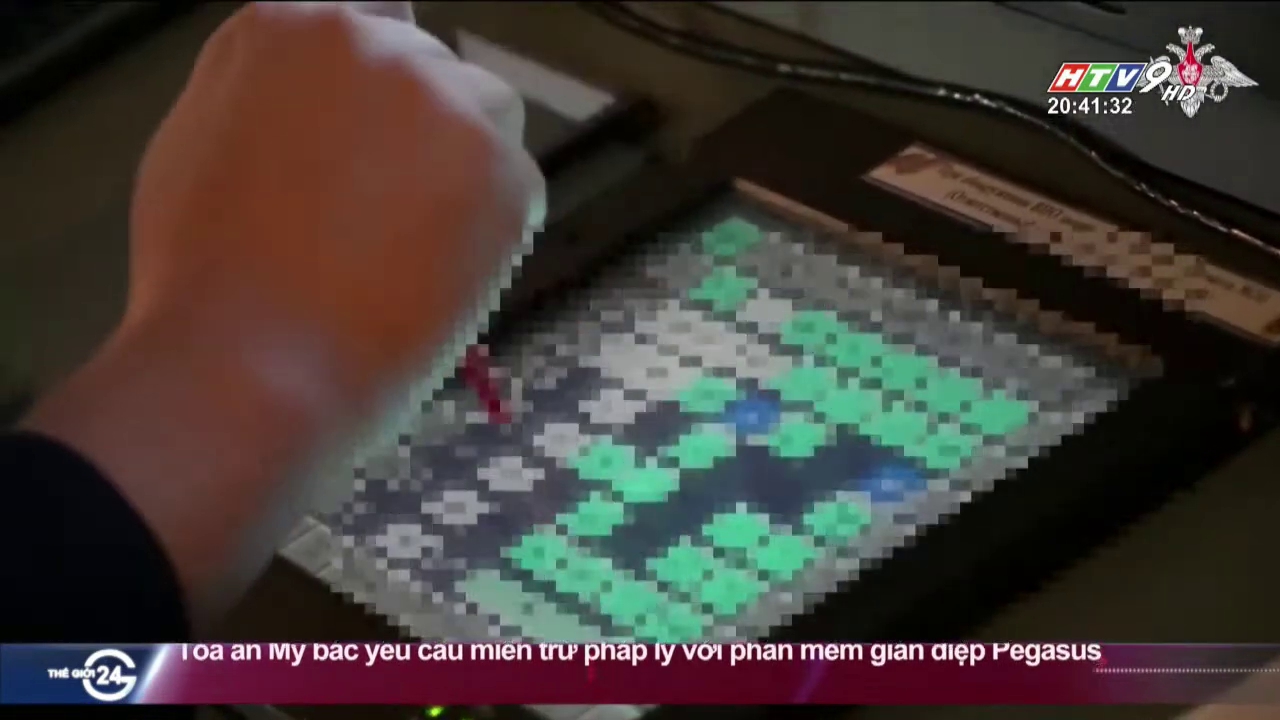 HTV9
HD
20:41:32
THẾ GIỚI
24G
Tòa án Mỹ bác yêu cầu miễn trừ pháp lý với phần mềm gián điệp Pegasus